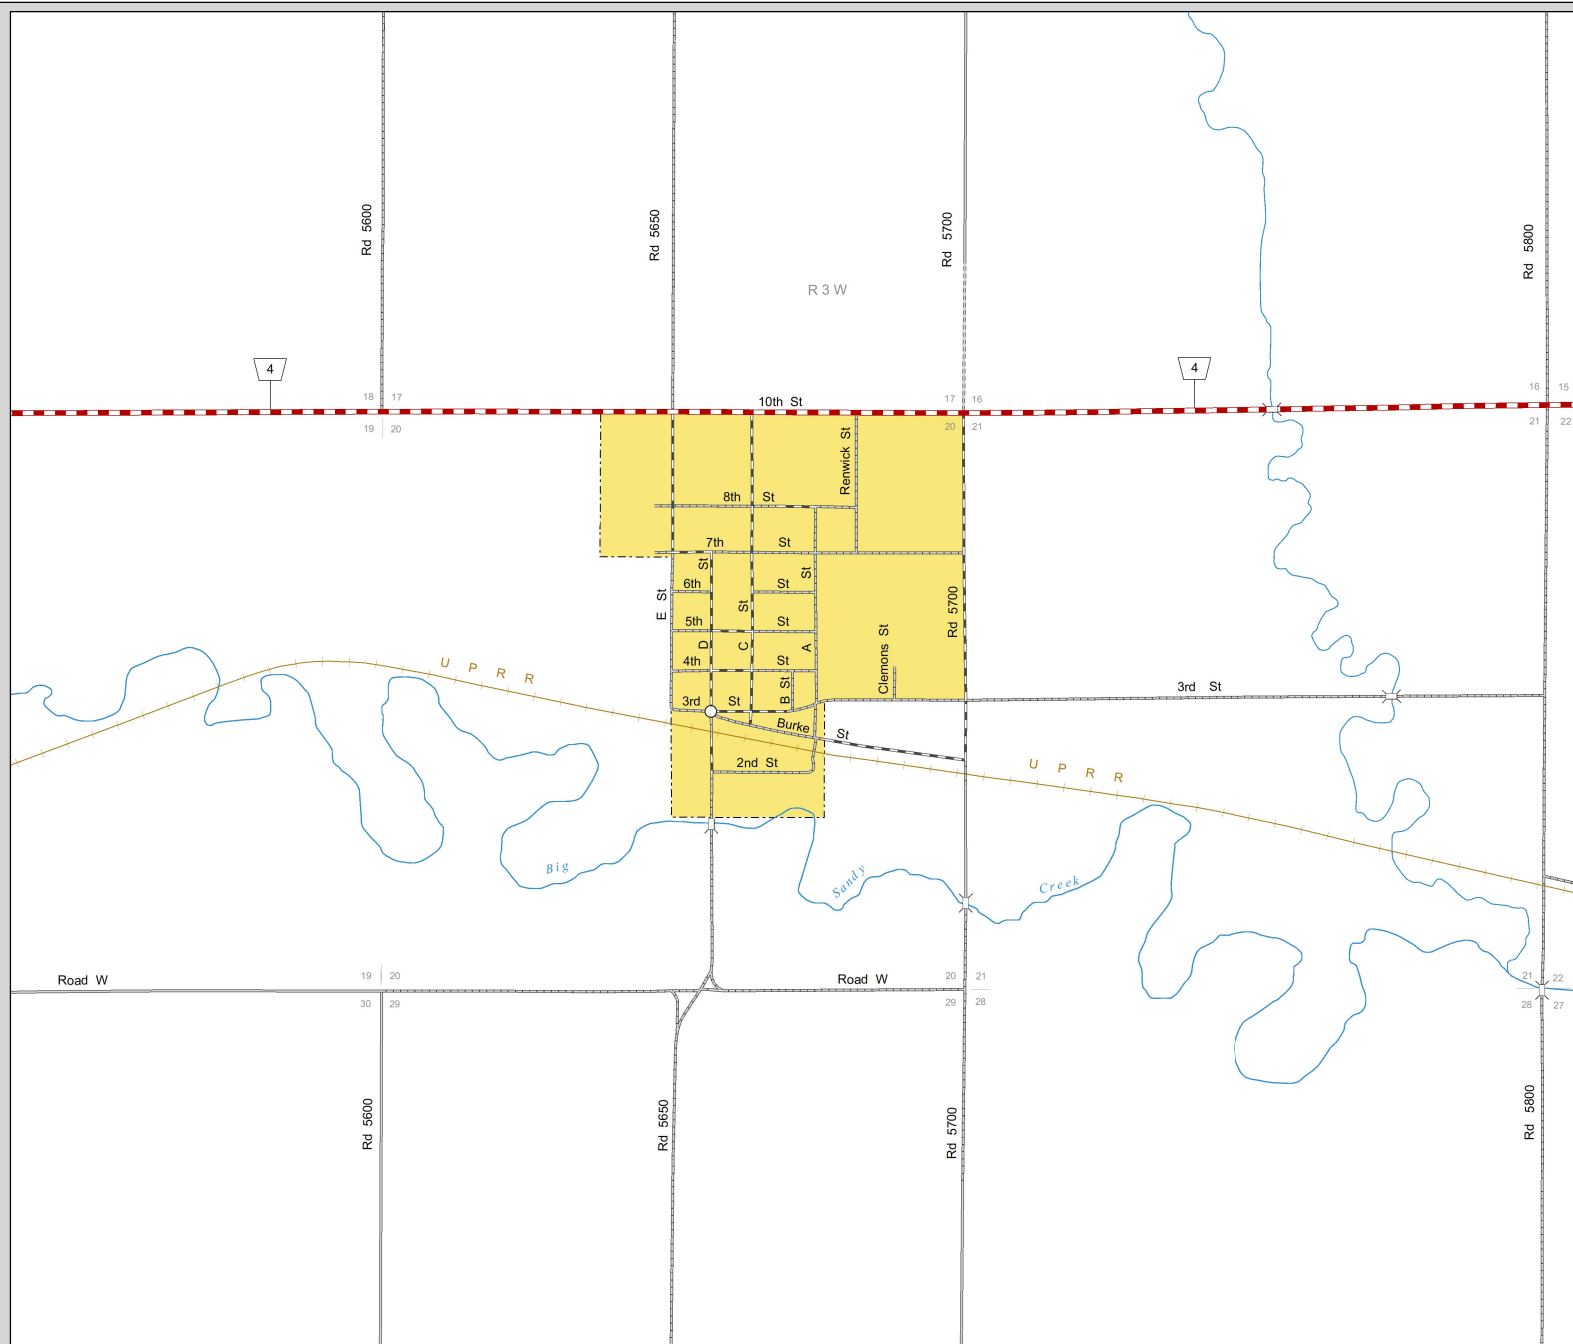 Rd 5600
Rd 5650
Rd 5700
Rd 5800
R 3 W
4
4
18 17
10th St
17 16
16 15
19 20
20 21
21 22
Renwick St
8th St
7th St
6th St
E St
D St
C St
A St
Rd 5700
5th St
Clemons St
4th St
B St
3rd St
3rd St
U P R R
Burke St
2nd St
U P R R
Big Sandy Creek
Road W
19 20
Road W
20 21
21 22
30 29
29 28
28 27
Rd 5600
Rd 5650
Rd 5700
Rd 5800